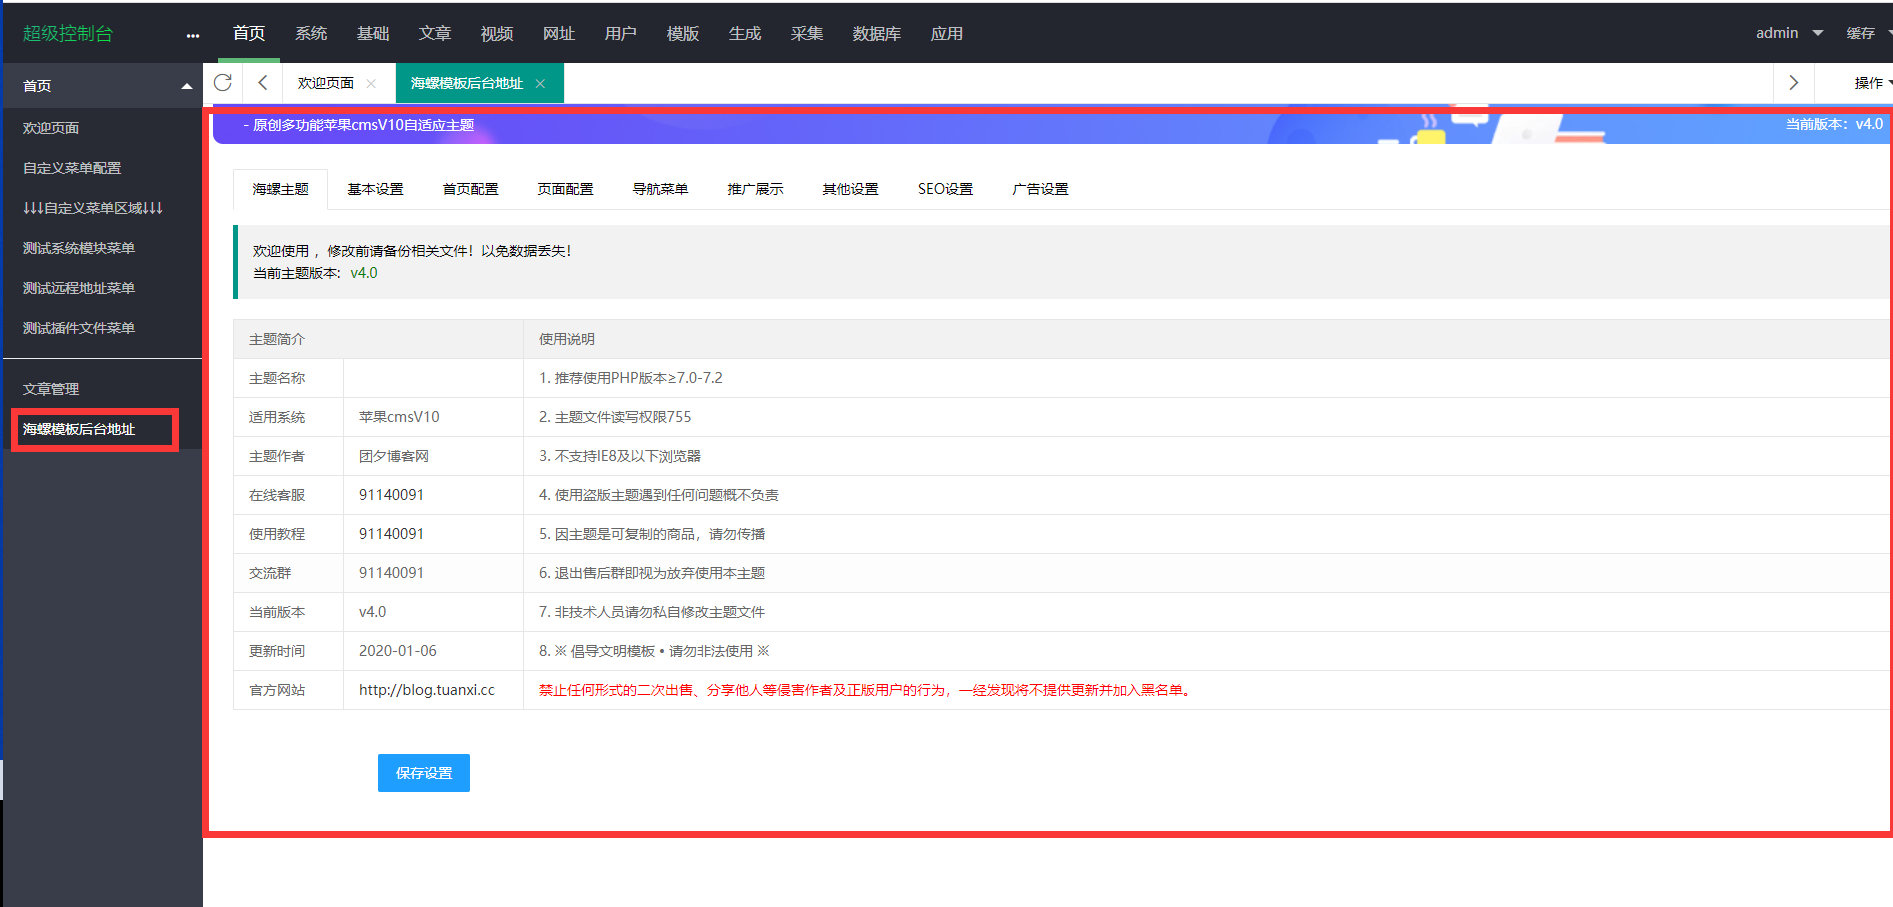 超级控制台 ... 首页 系统 基础 文章 视频 网址 用户 模版 生成 采集 数据库 应用 admin 缓存
首页 欢迎页面 海螺模板后台地址 操作
欢迎页面
自定义菜单配置
↓↓↓自定义菜单区域↓↓↓
测试系统模块菜单
测试远程地址菜单
测试插件文件菜单
文章管理
海螺模板后台地址
- 原创多功能苹果cmsV10自适应主题 当前版本：v4.0
海螺主题 基本设置 首页配置 页面配置 导航菜单 推广展示 其他设置 SEO设置 广告设置
欢迎使用 ，修改前请备份相关文件！以免数据丢失！
当前主题版本：v4.0
主题简介 使用说明
主题名称 1. 推荐使用PHP版本≥7.0-7.2
适用系统 苹果cmsV10 2. 主题文件读写权限755
主题作者 团夕博客网 3. 不支持IE8及以下浏览器
在线客服 91140091 4. 使用盗版主题遇到任何问题概不负责
使用教程 91140091 5. 因主题是可复制的商品，请勿传播
交流群 91140091 6. 退出售后群即视为放弃使用本主题
当前版本 v4.0 7. 非技术人员请勿私自修改主题文件
更新时间 2020-01-06 8. ※ 倡导文明模板 • 请勿非法使用 ※
官方网站 http://blog.tuanxi.cc 禁止任何形式的二次出售、分享他人等侵害作者及正版用户的行为，一经发现将不提供更新并加入黑名单。
保存设置